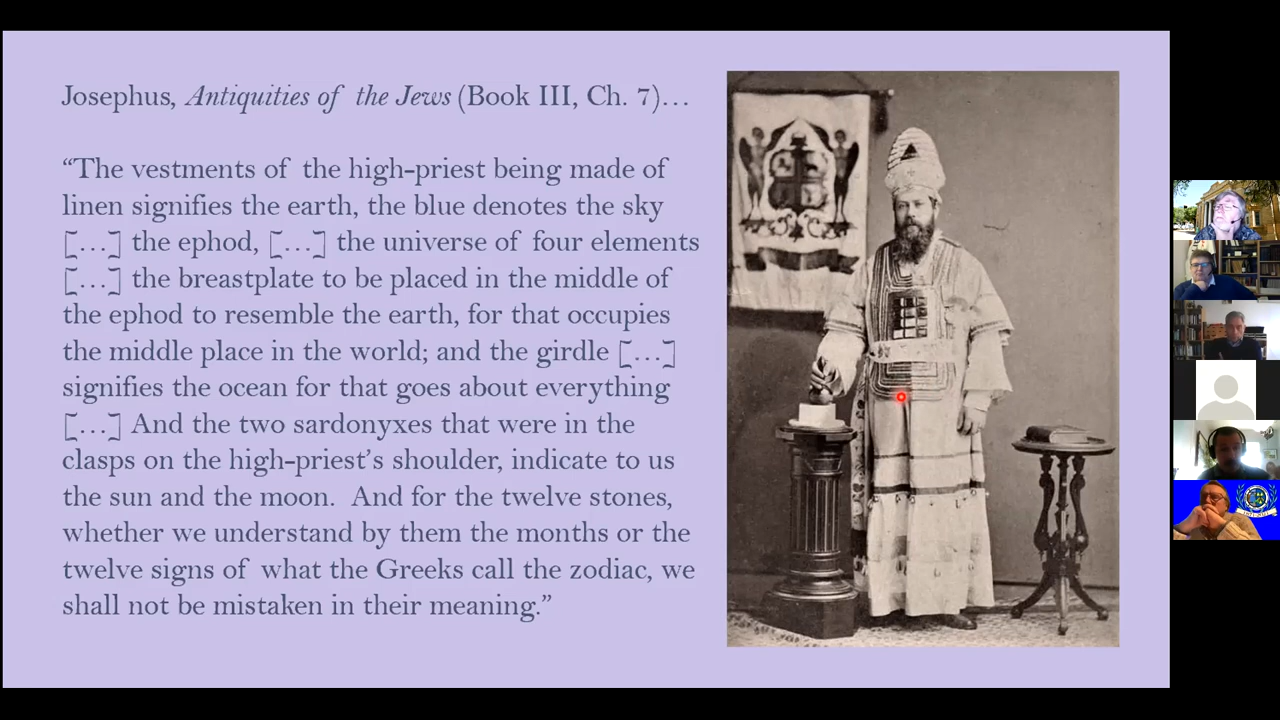 Josephus, Antiquities of the Jews (Book III, Ch. 7)…
“The vestments of the high-priest being made of
linen signifies the earth, the blue denotes the sky
[…] the ephod, […] the universe of four elements
[…] the breastplate to be placed in the middle of
the ephod to resemble the earth, for that occupies
the middle place in the world; and the girdle […]
signifies the ocean for that goes about everything
[…] And the two sardonyxes that were in the
clasps on the high-priest’s shoulder, indicate to us
the sun and the moon. And for the twelve stones,
whether we understand by them the months or the
twelve signs of what the Greeks call the zodiac, we
shall not be mistaken in their meaning.”